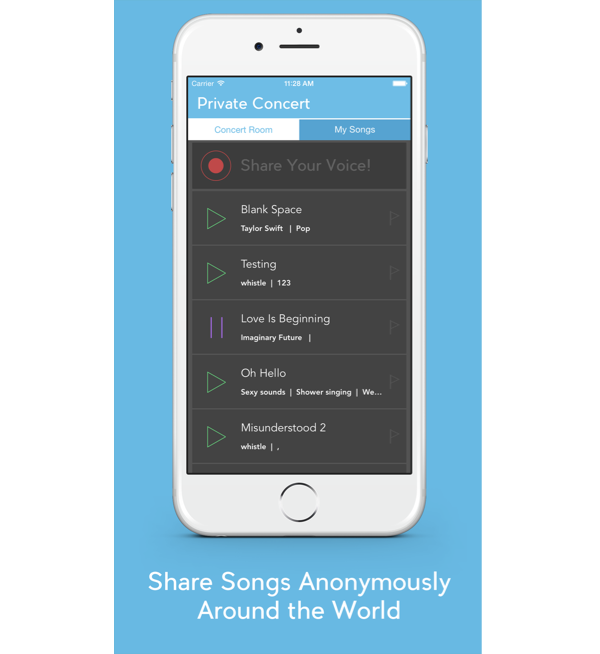 Carrier 11:28 AM
Private Concert
Concert Room My Songs
Share Your Voice!
Blank Space
Taylor Swift | Pop
Testing
whistle | 123
Love Is Beginning
Imaginary Future |
Oh Hello
Sexy sounds | Shower singing | We...
Misunderstood 2
whistle | ,
Share Songs Anonymously
Around the World